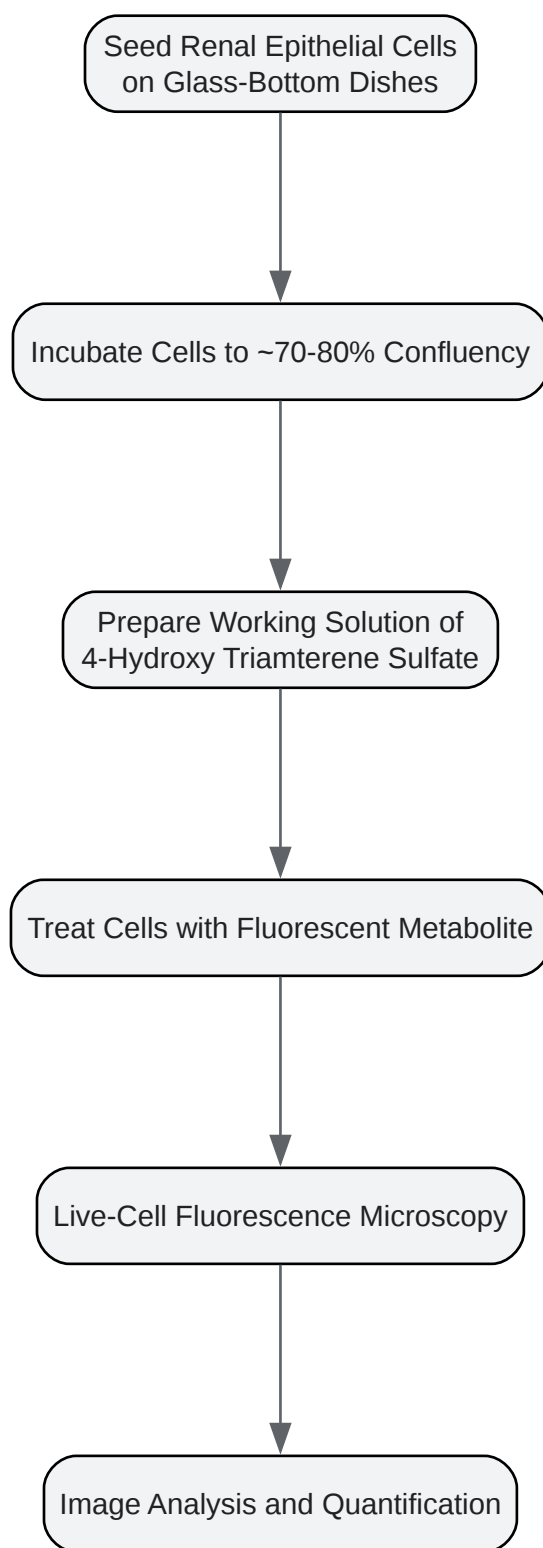 Seed Renal Epithelial Cells
on Glass-Bottom Dishes
Incubate Cells to ~70-80% Confluency
Prepare Working Solution of
4-Hydroxy Triamterene Sulfate
Treat Cells with Fluorescent Metabolite
Live-Cell Fluorescence Microscopy
Image Analysis and Quantification